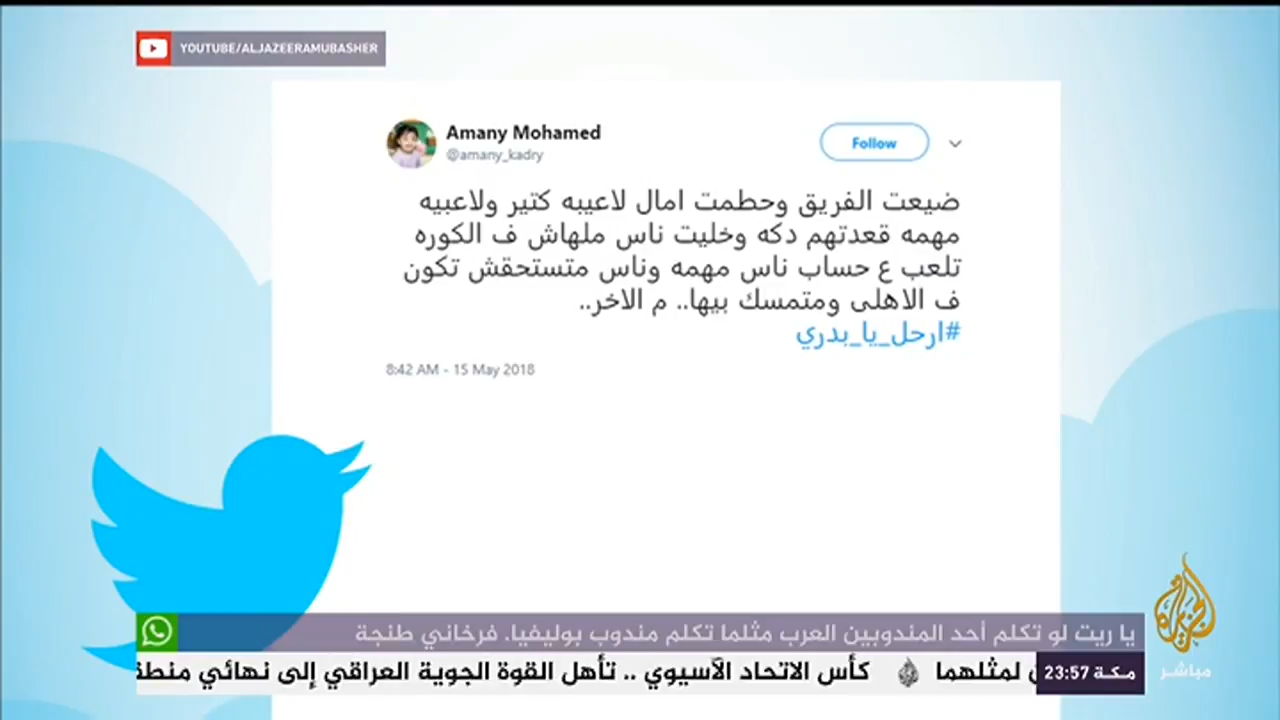 YOUTUBE/ALJAZEERAMUBASHER
Amany Mohamed
@amany_kadry
Follow
ضيعت الفريق وحطمت امال لاعيبه كتير ولاعبيه
مهمه قعدتهم دكه وخليت ناس ملهاش ف الكوره
تلعب ع حساب ناس مهمه وناس متستحقش تكون
ف الاهلى ومتمسك بيها.. م الاخر..
#ارحل_يا_بدري
8:42 AM - 15 May 2018
يا ريت لو تكلم أحد المندوبين العرب مثلما تكلم مندوب بوليفيا. فرخاني طنجة
مكة 23:57
لمثلهما كأس الاتحاد الآسيوي .. تأهل القوة الجوية العراقي إلى نهائي
الجزيرة
مباشر